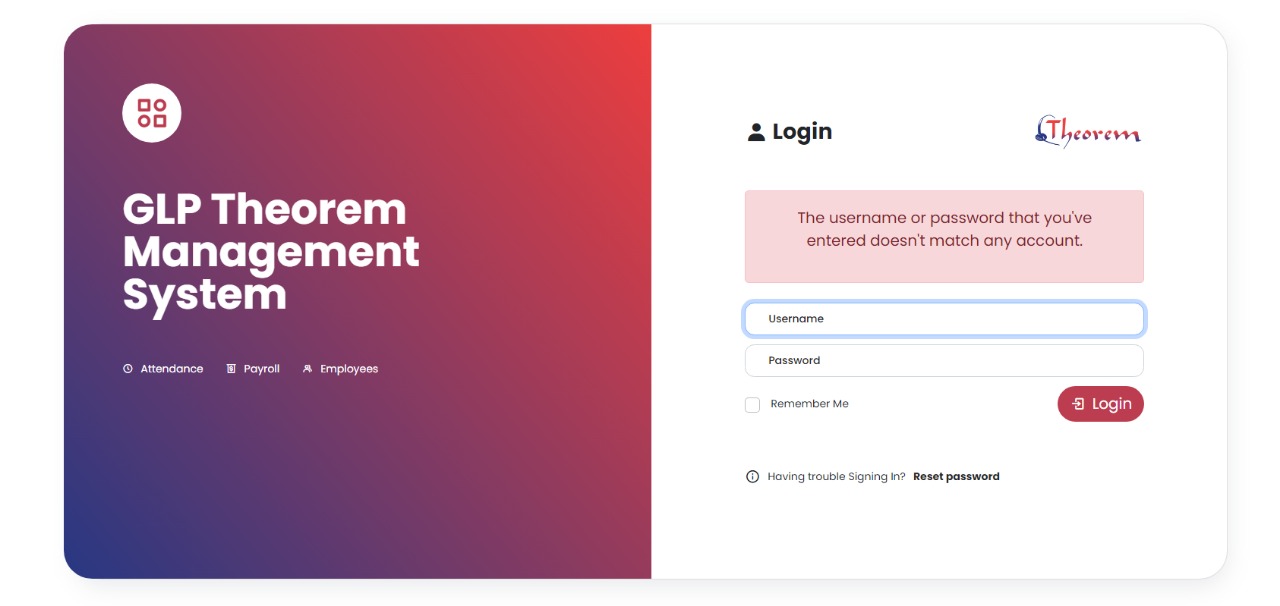 GLP Theorem
Management
System
Attendance Payroll Employees
Login
Theorem
The username or password that you've
entered doesn't match any account.
Username
Password
Remember Me
Login
Having trouble Signing In? Reset password